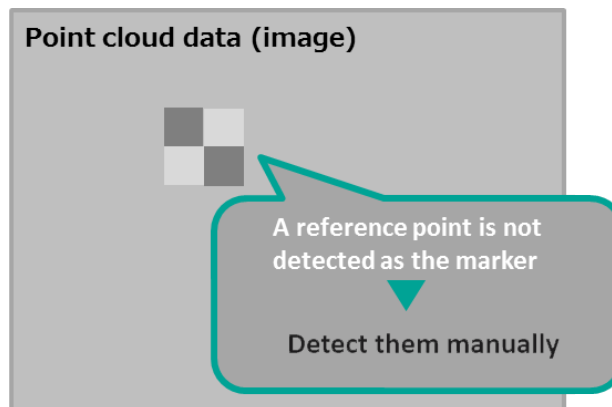 Point cloud data (image)
A reference point is not
detected as the marker
Detect them manually